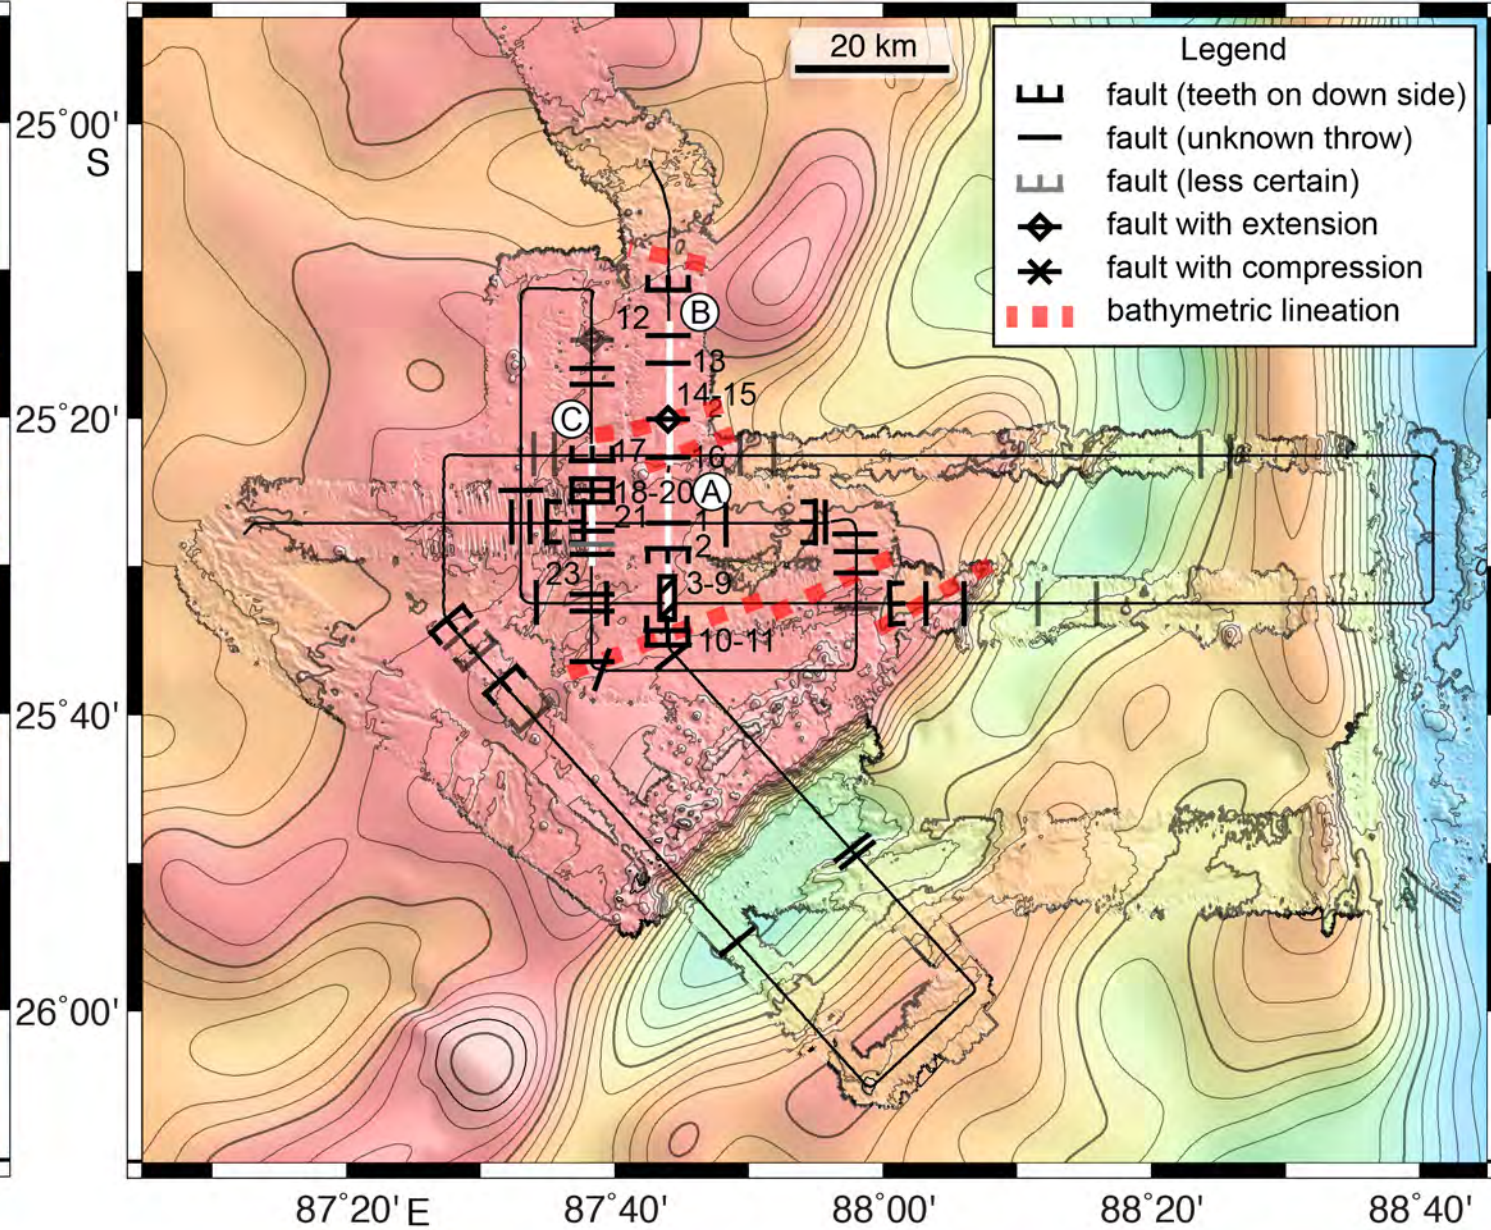 20 km
Legend
fault (teeth on down side)
fault (unknown throw)
fault (less certain)
fault with extension
fault with compression
bathymetric lineation
25°00'
S
25°20'
25°40'
26°00'
12
B
13
14-15
C
17
16
18-20
A
21
1
2
23
3-9
10-11
87°20'E
87°40'
88°00'
88°20'
88°40'